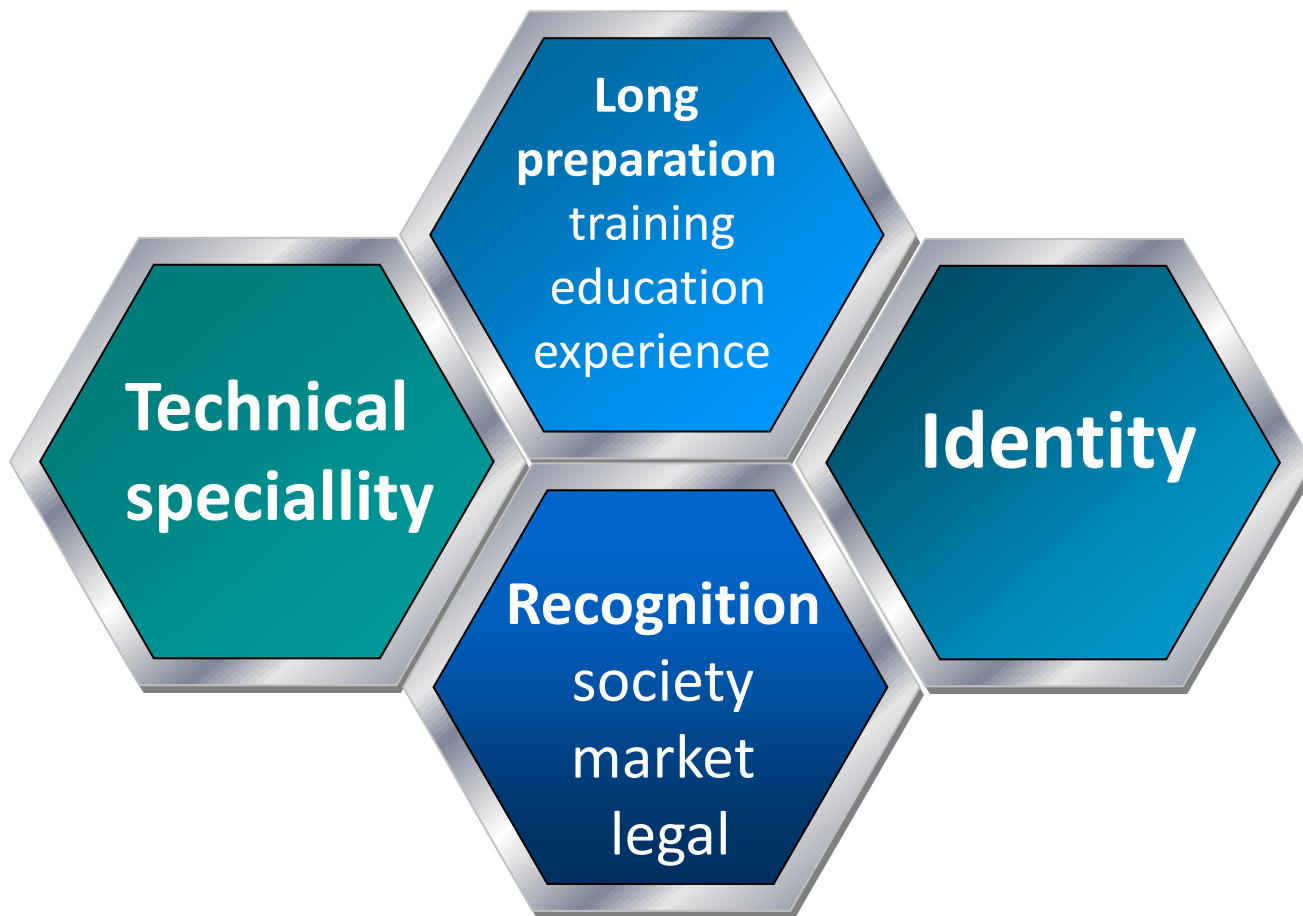 Long
preparation
training
education
experience
Technical
speciallity
Identity
Recognition
society
market
legal